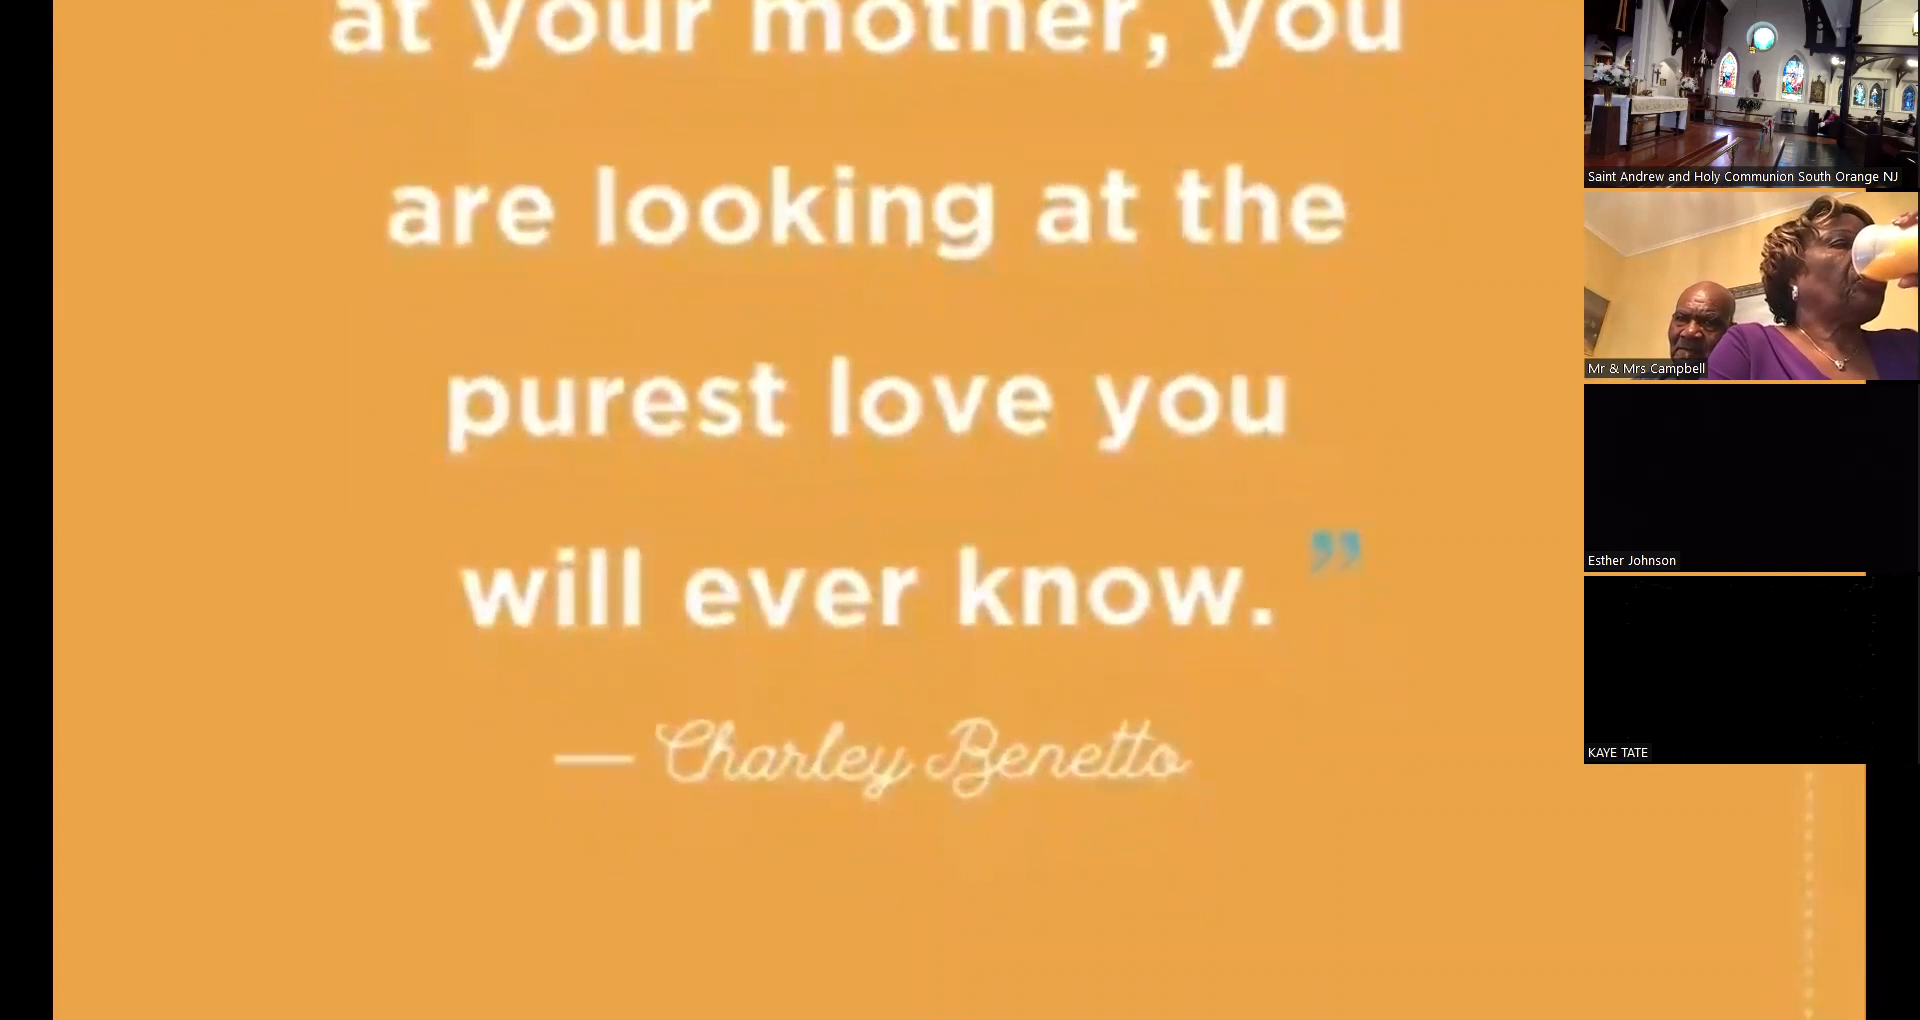 at your mother, you
are looking at the
purest love you
will ever know. ”
— Charley Benetto
Saint Andrew and Holy Communion South Orange NJ
Mr & Mrs Campbell
Esther Johnson
KAYE TATE